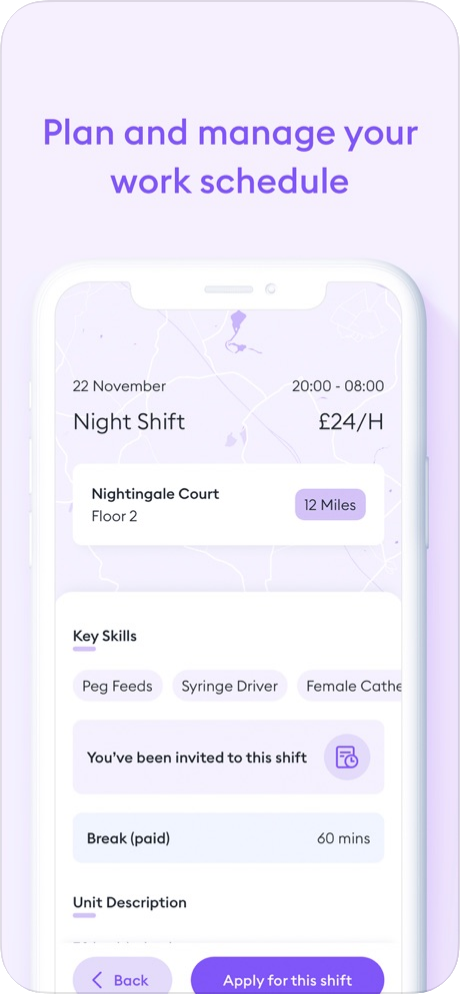 Plan and manage your
work schedule
22 November
20:00 - 08:00
Night Shift
£24/H
Nightingale Court
12 Miles
Floor 2
Key Skills
Peg Feeds
Syringe Driver
Female Cathe
You've been invited to this shift
Break (paid)
60 mins
Unit Description
Back
Apply for this shift